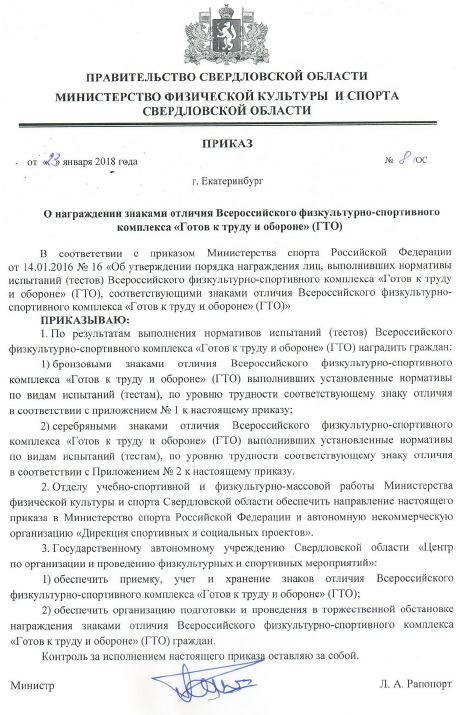 ПРАВИТЕЛЬСТВО СВЕРДЛОВСКОЙ ОБЛАСТИ
МИНИСТЕРСТВО ФИЗИЧЕСКОЙ КУЛЬТУРЫ И СПОРТА
СВЕРДЛОВСКОЙ ОБЛАСТИ
ПРИКАЗ
от «23» января 2018 года № 8 /ОС
г. Екатеринбург
О награждении знаками отличия Всероссийского физкультурно-спортивного
комплекса «Готов к труду и обороне» (ГТО)
В соответствии с приказом Министерства спорта Российской Федерации
от 14.01.2016 № 16 «Об утверждении порядка награждения лиц, выполнивших нормативы
испытаний (тестов) Всероссийского физкультурно-спортивного комплекса «Готов к труду
и обороне» (ГТО), соответствующими знаками отличия Всероссийского физкультурно-
спортивного комплекса «Готов к труду и обороне» (ГТО)»
ПРИКАЗЫВАЮ:
1. По результатам выполнения нормативов испытаний (тестов) Всероссийского
физкультурно-спортивного комплекса «Готов к труду и обороне» (ГТО) наградить граждан:
1) бронзовыми знаками отличия Всероссийского физкультурно-спортивного
комплекса «Готов к труду и обороне» (ГТО) выполнивших установленные нормативы
по видам испытаний (тестам), по уровню трудности соответствующему знаку отличия
в соответствии с приложением № 1 к настоящему приказу;
2) серебряными знаками отличия Всероссийского физкультурно-спортивного
комплекса «Готов к труду и обороне» (ГТО) выполнивших установленные нормативы
по видам испытаний (тестам), по уровню трудности соответствующему знаку отличия
в соответствии с Приложением № 2 к настоящему приказу.
2. Отделу учебно-спортивной и физкультурно-массовой работы Министерства
физической культуры и спорта Свердловской области обеспечить направление настоящего
приказа в Министерство спорта Российской Федерации и автономную некоммерческую
организацию «Дирекция спортивных и социальных проектов».
3. Государственному автономному учреждению Свердловской области «Центр
по организации и проведению физкультурных и спортивных мероприятий»:
1) обеспечить приемку, учет и хранение знаков отличия Всероссийского
физкультурно-спортивного комплекса «Готов к труду и обороне» (ГТО);
2) обеспечить организацию подготовки и проведения в торжественной обстановке
награждения знаками отличия Всероссийского физкультурно-спортивного комплекса
«Готов к труду и обороне» (ГТО) граждан.
Контроль за исполнением настоящего приказа оставляю за собой.
Министр Л. А. Рапопорт